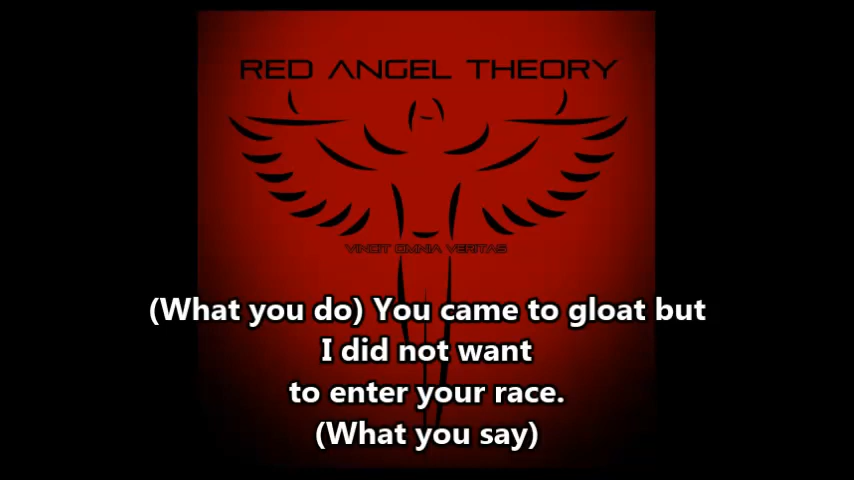 RED ANGEL THEORY
VINCIT OMNIA VERITAS
(What you do) You came to gloat but
I did not want
to enter your race.
(What you say)